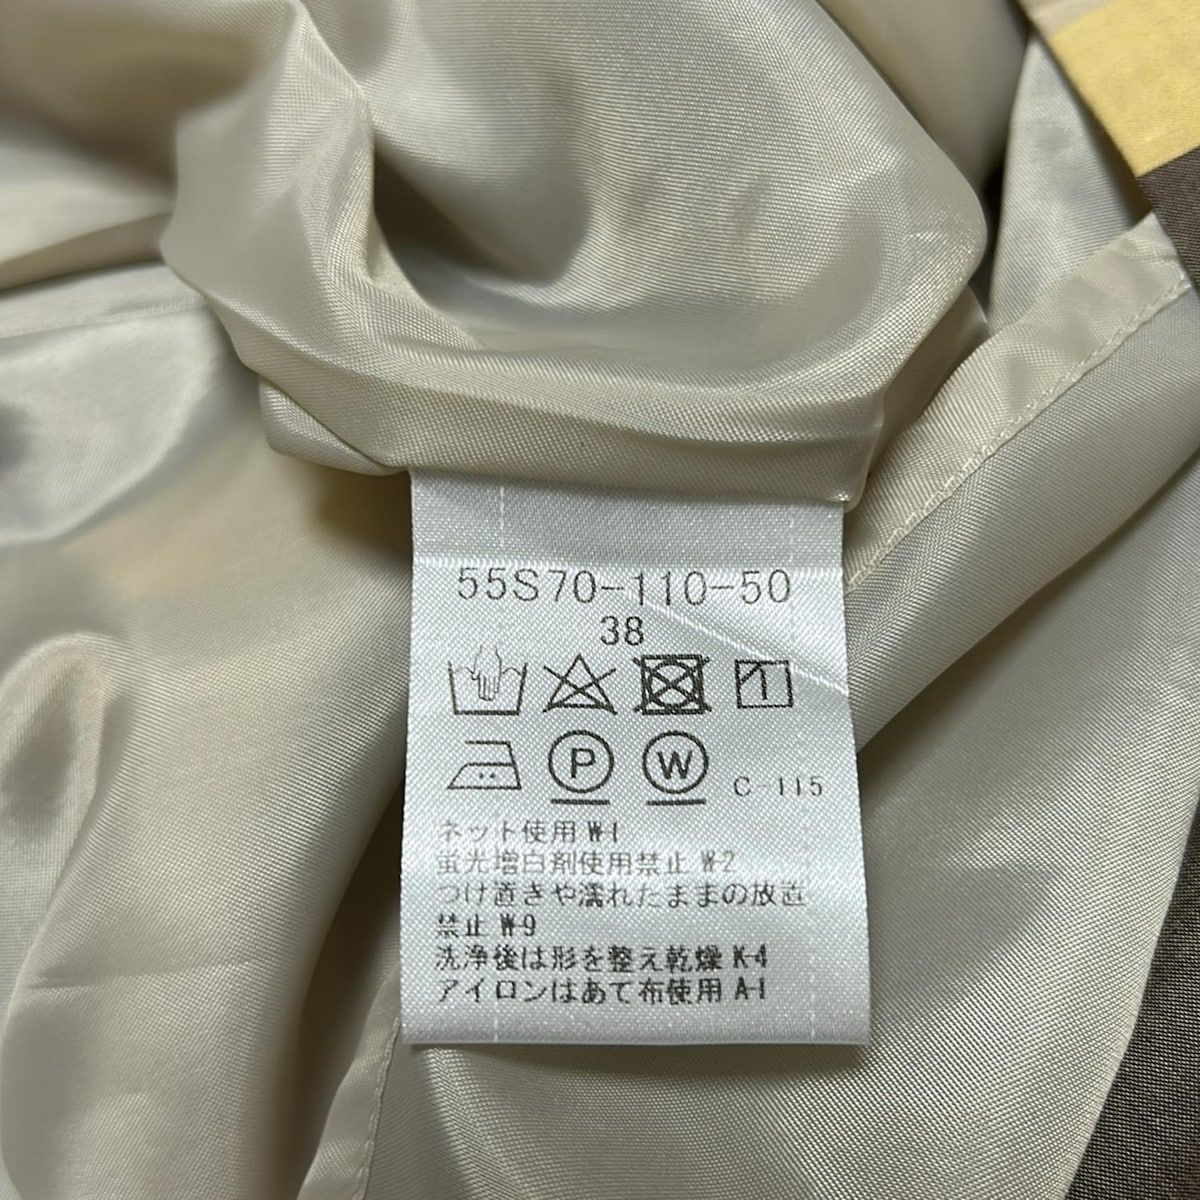 55S70-110-50
38
P W C-115
ネット使用 W-1
蛍光増白剤使用禁止 W-2
つけ置きや濡れたままの放置
禁止 W-9
洗浄後は形を整え乾燥 K-4
アイロンはあて布使用 A-1